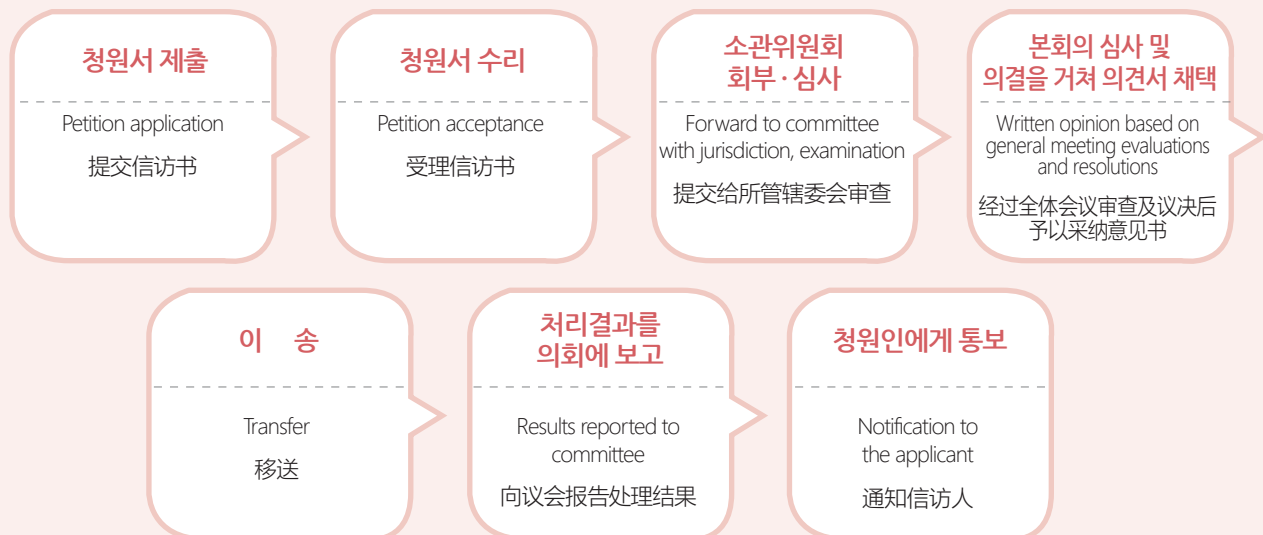 청원서 제출
Petition application
提交信访书
청원서 수리
Petition acceptance
受理信访书
소관위원회
회부 · 심사
Forward to committee
with jurisdiction, examination
提交给所管辖委会审查
본회의 심사 및
의결을 거쳐 의견서 채택
Written opinion based on
general meeting evaluations
and resolutions
经过全体会议审查及议决后
予以采纳意见书
이 송
Transfer
移送
처리결과를
의회에 보고
Results reported to
committee
向议会报告处理结果
청원인에게 통보
Notification to
the applicant
通知信访人